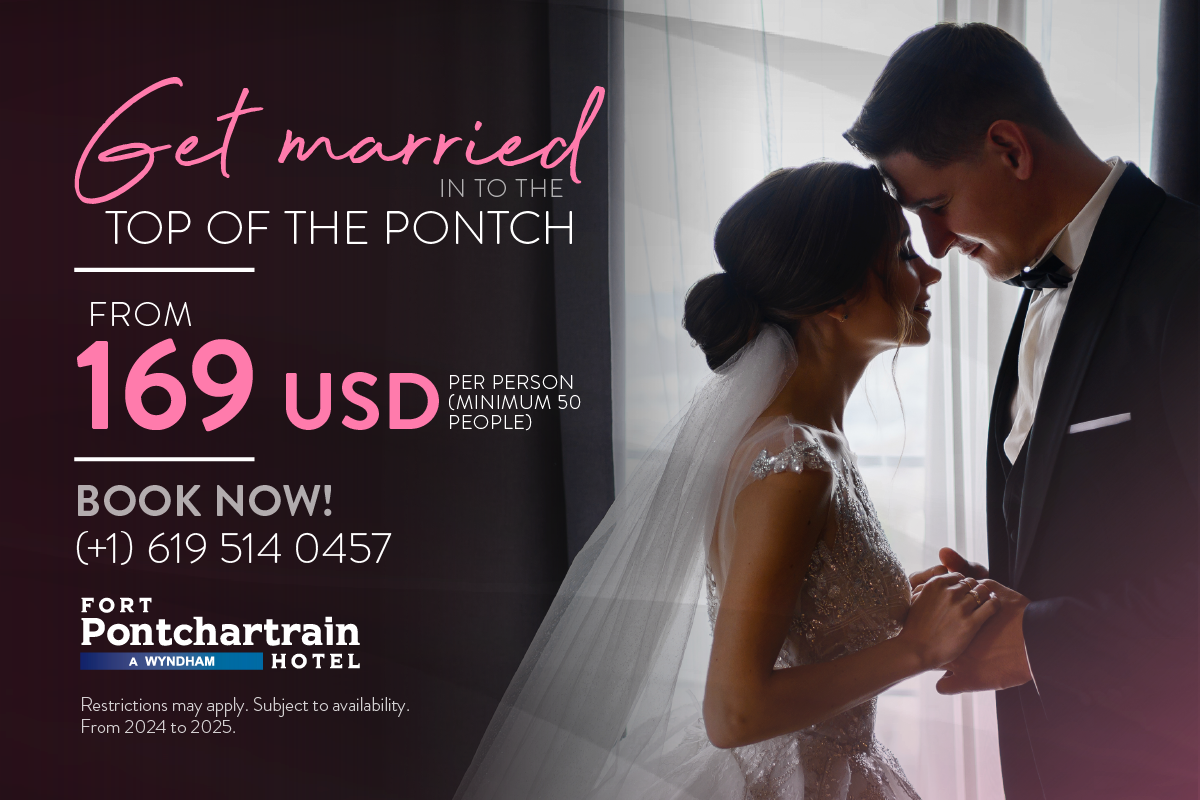 Get married
IN TO THE
TOP OF THE PONTCH
FROM
169 USD
PER PERSON
(MINIMUM 50
PEOPLE)
BOOK NOW!
(+1) 619 514 0457
FORT
Pontchartrain
A WYNDHAM HOTEL
Restrictions may apply. Subject to availability.
From 2024 to 2025.